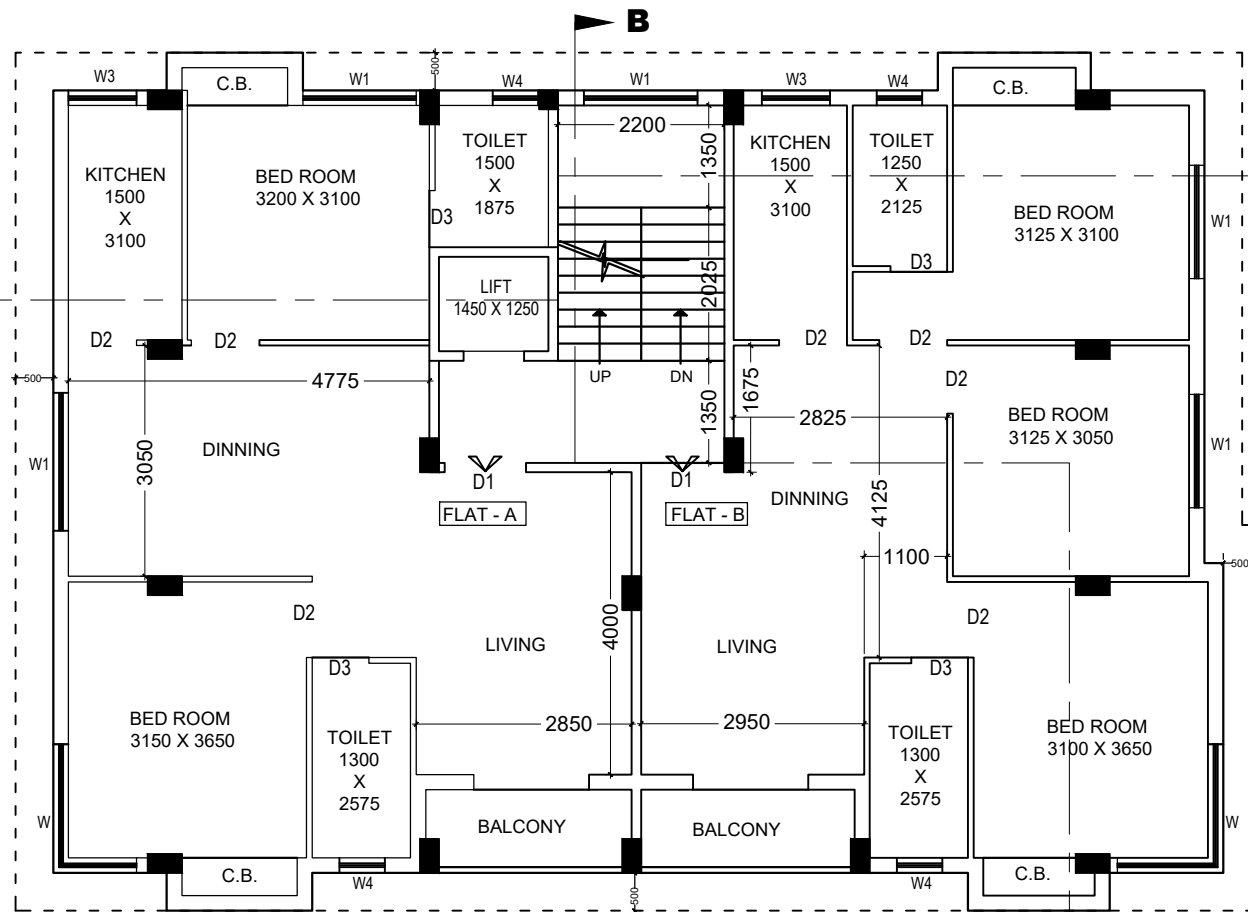 B
500
W3
C.B.
W1
W4
W1
W3
W4
C.B.
KITCHEN
1500
X
3100
BED ROOM
3200 X 3100
TOILET
1500
X
1875
D3
2200
1350
KITCHEN
1500
X
3100
TOILET
1250
X
2125
D3
BED ROOM
3125 X 3100
W1
LIFT
1450 X 1250
2025
D2
D2
D2
D2
UP
DN
500
4775
1350
1675
2825
D2
BED ROOM
3125 X 3050
W1
W1
3050
DINNING
D1
D1
DINNING
FLAT - A
FLAT - B
4125
1100
500
D2
4000
LIVING
LIVING
D2
D3
D3
BED ROOM
3150 X 3650
2850
2950
TOILET
1300
X
2575
TOILET
1300
X
2575
BED ROOM
3100 X 3650
W
BALCONY
BALCONY
W
C.B.
W4
500
W4
C.B.